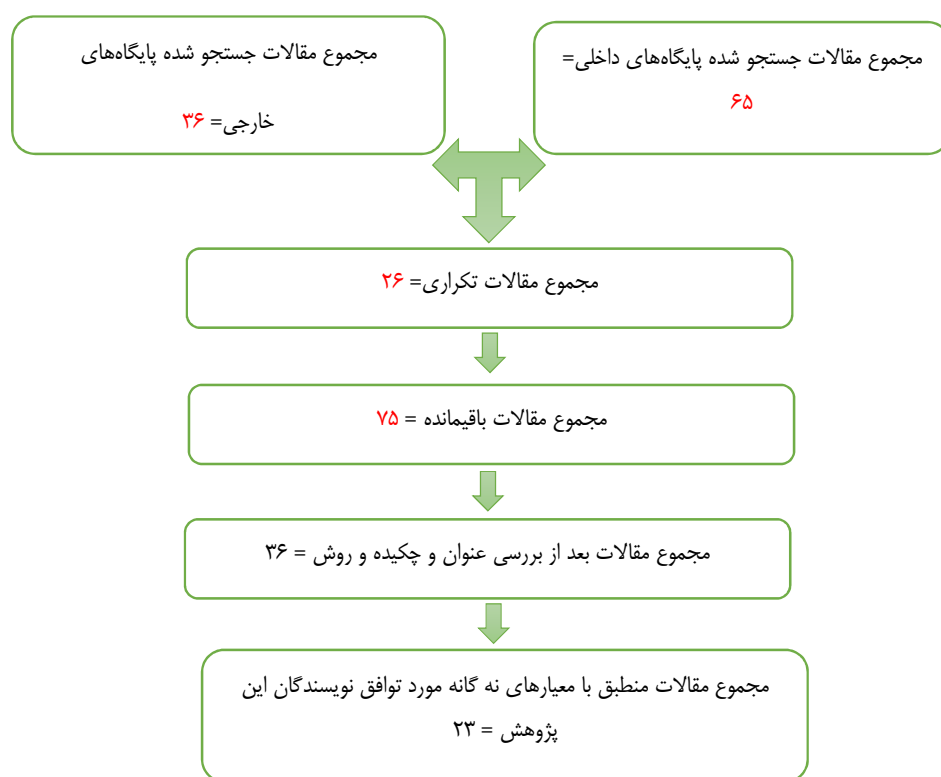 مجموع مقالات جستجو شده پایگاه‌های داخلی=
۶۵
مجموع مقالات جستجو شده پایگاه‌های
خارجی= ۳۶
مجموع مقالات تکراری= ۲۶
مجموع مقالات باقیمانده = ۷۵
مجموع مقالات بعد از بررسی عنوان و چکیده و روش = ۳۶
مجموع مقالات منطبق با معیارهای نه گانه مورد توافق نویسندگان این
پژوهش = ۲۳